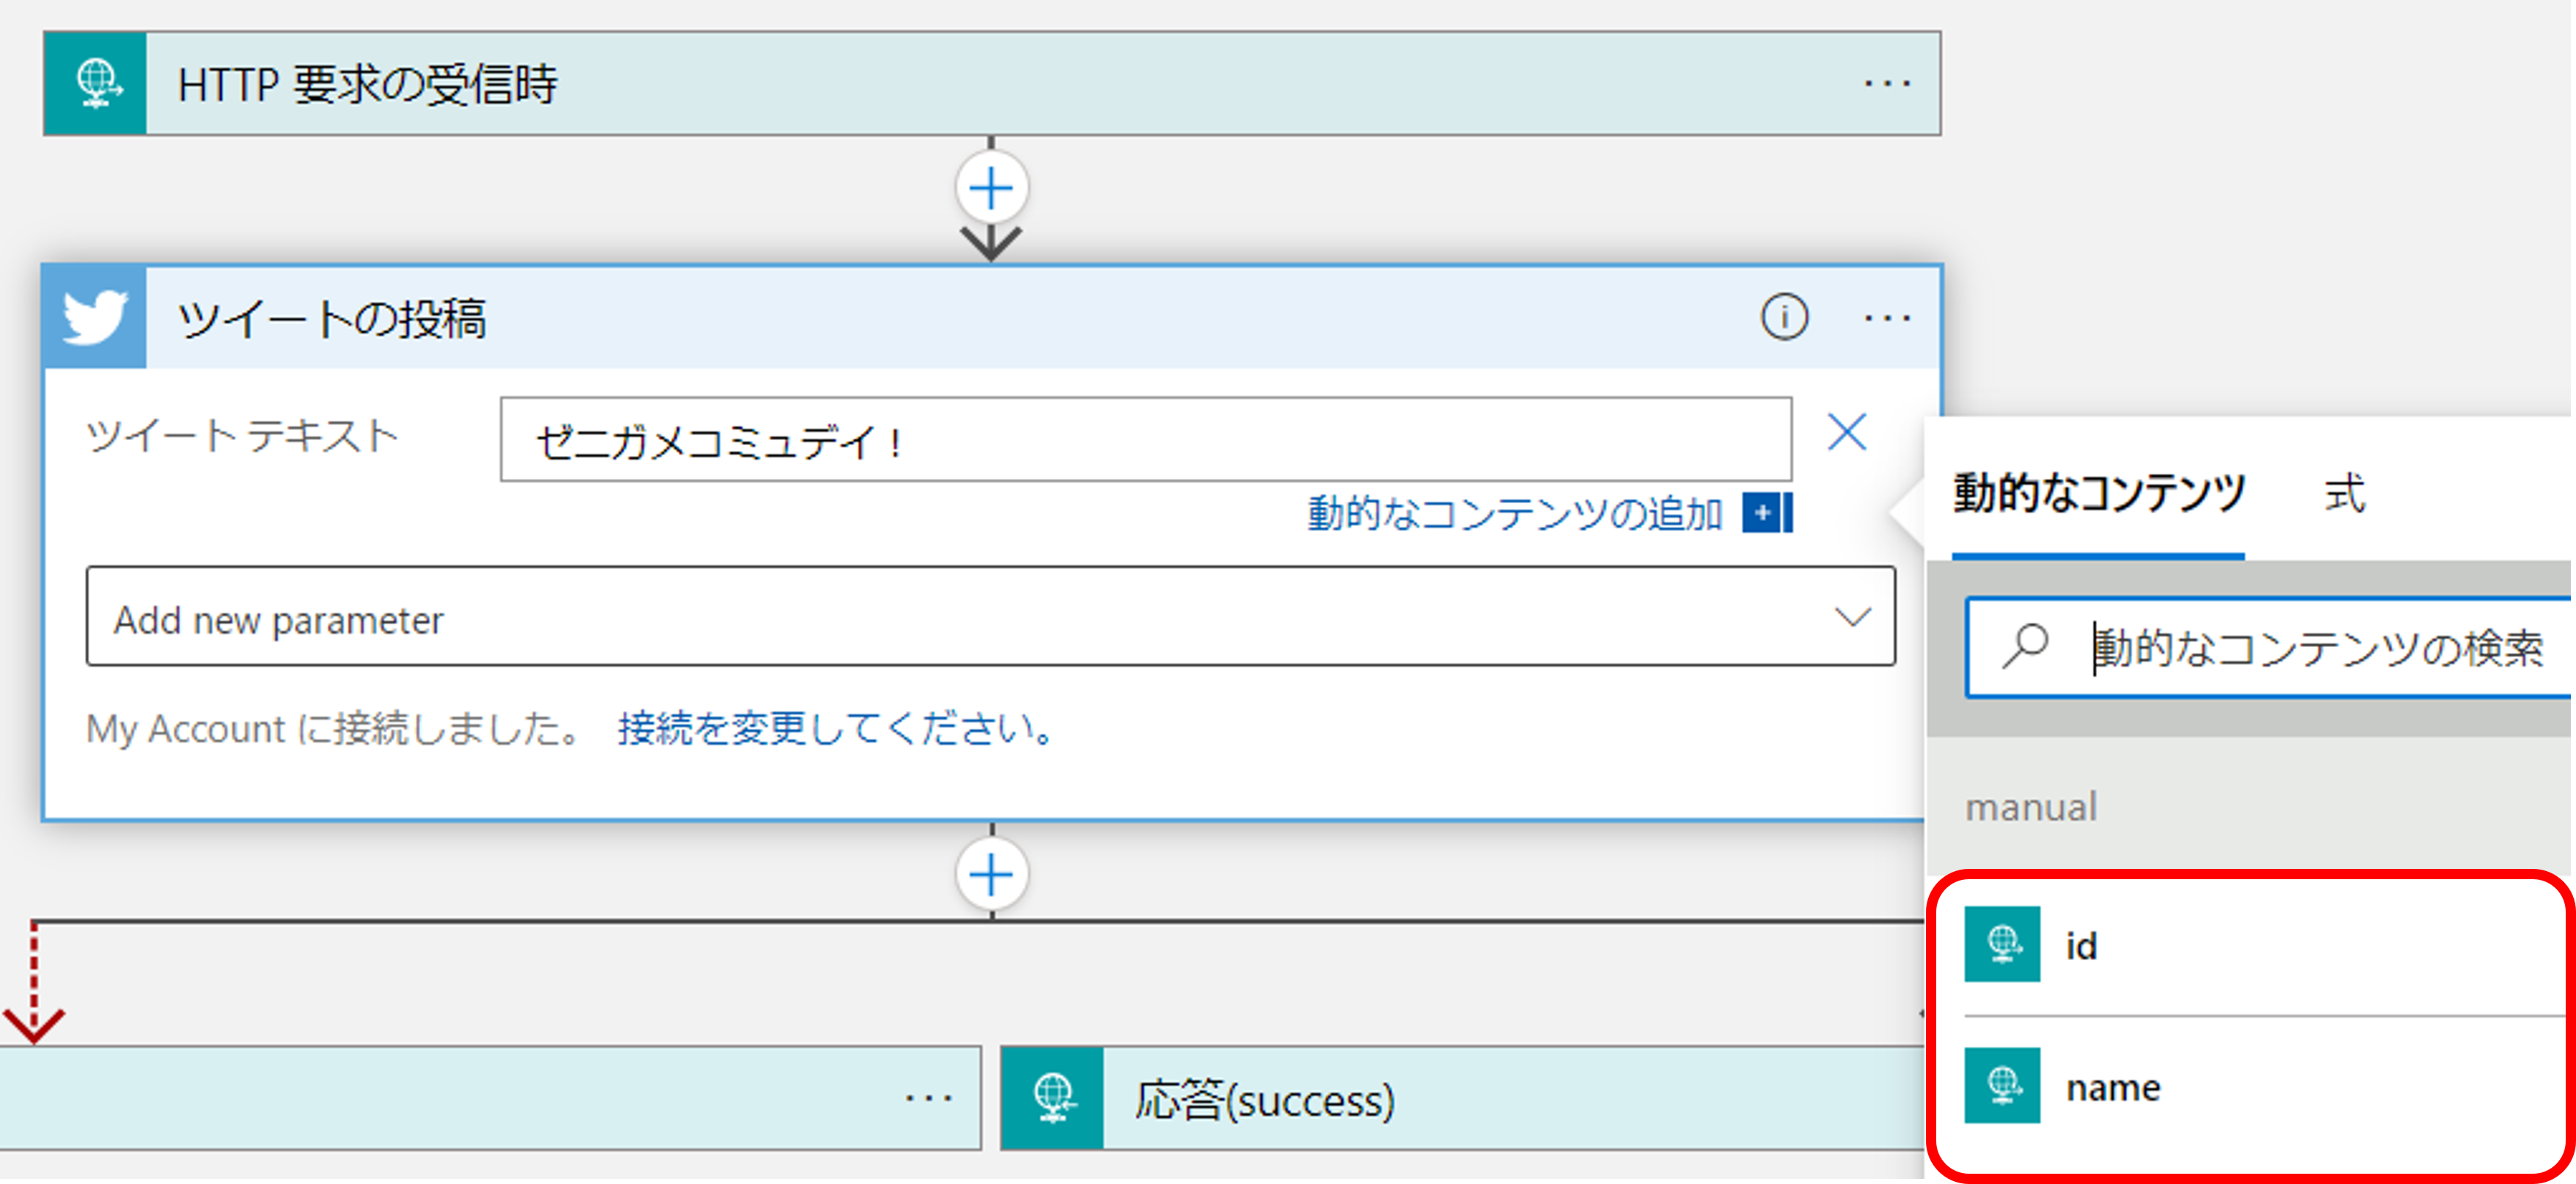 HTTP 要求の受信時
ツイートの投稿
ツイート テキスト
ゼニガメコミュデイ！
動的なコンテンツの追加
Add new parameter
My Account に接続しました。 接続を変更してください。
動的なコンテンツ 式
動的なコンテンツの検索
manual
id
name
応答(success)